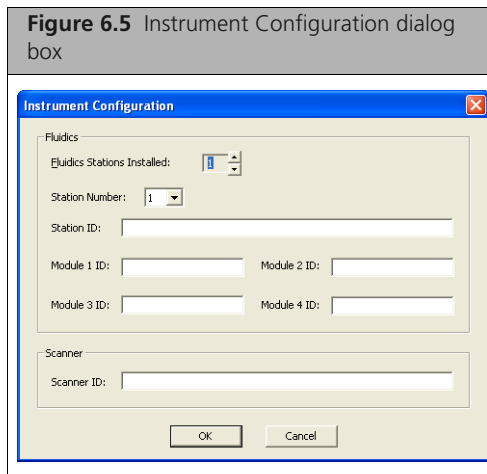 Figure 6.5 Instrument Configuration dialog
box
Instrument Configuration
Fluidics
Fluidics Stations Installed: 1
Station Number: 1
Station ID:
Module 1 ID: Module 2 ID:
Module 3 ID: Module 4 ID:
Scanner
Scanner ID:
OK Cancel